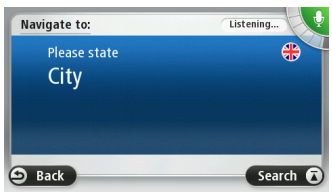 Navigate to:
Listening...
Please state
City
Back
Search